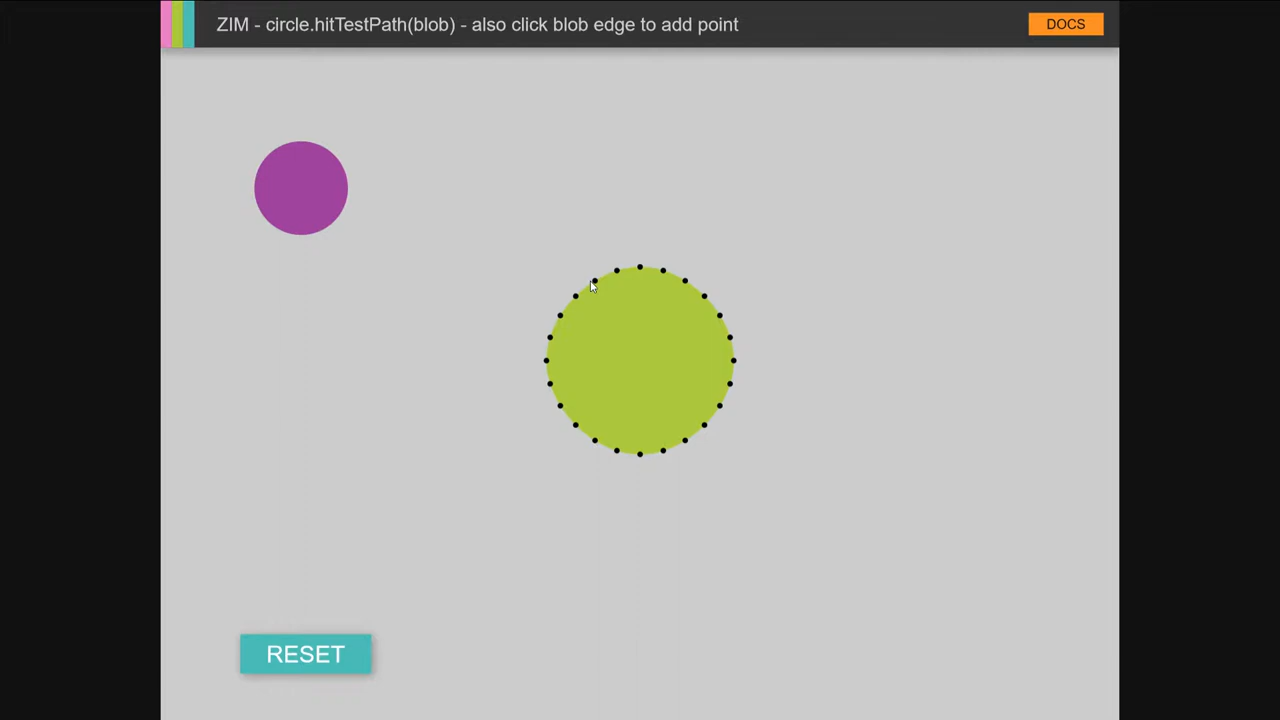 ZIM - circle.hitTestPath(blob) - also click blob edge to add point
DOCS
RESET